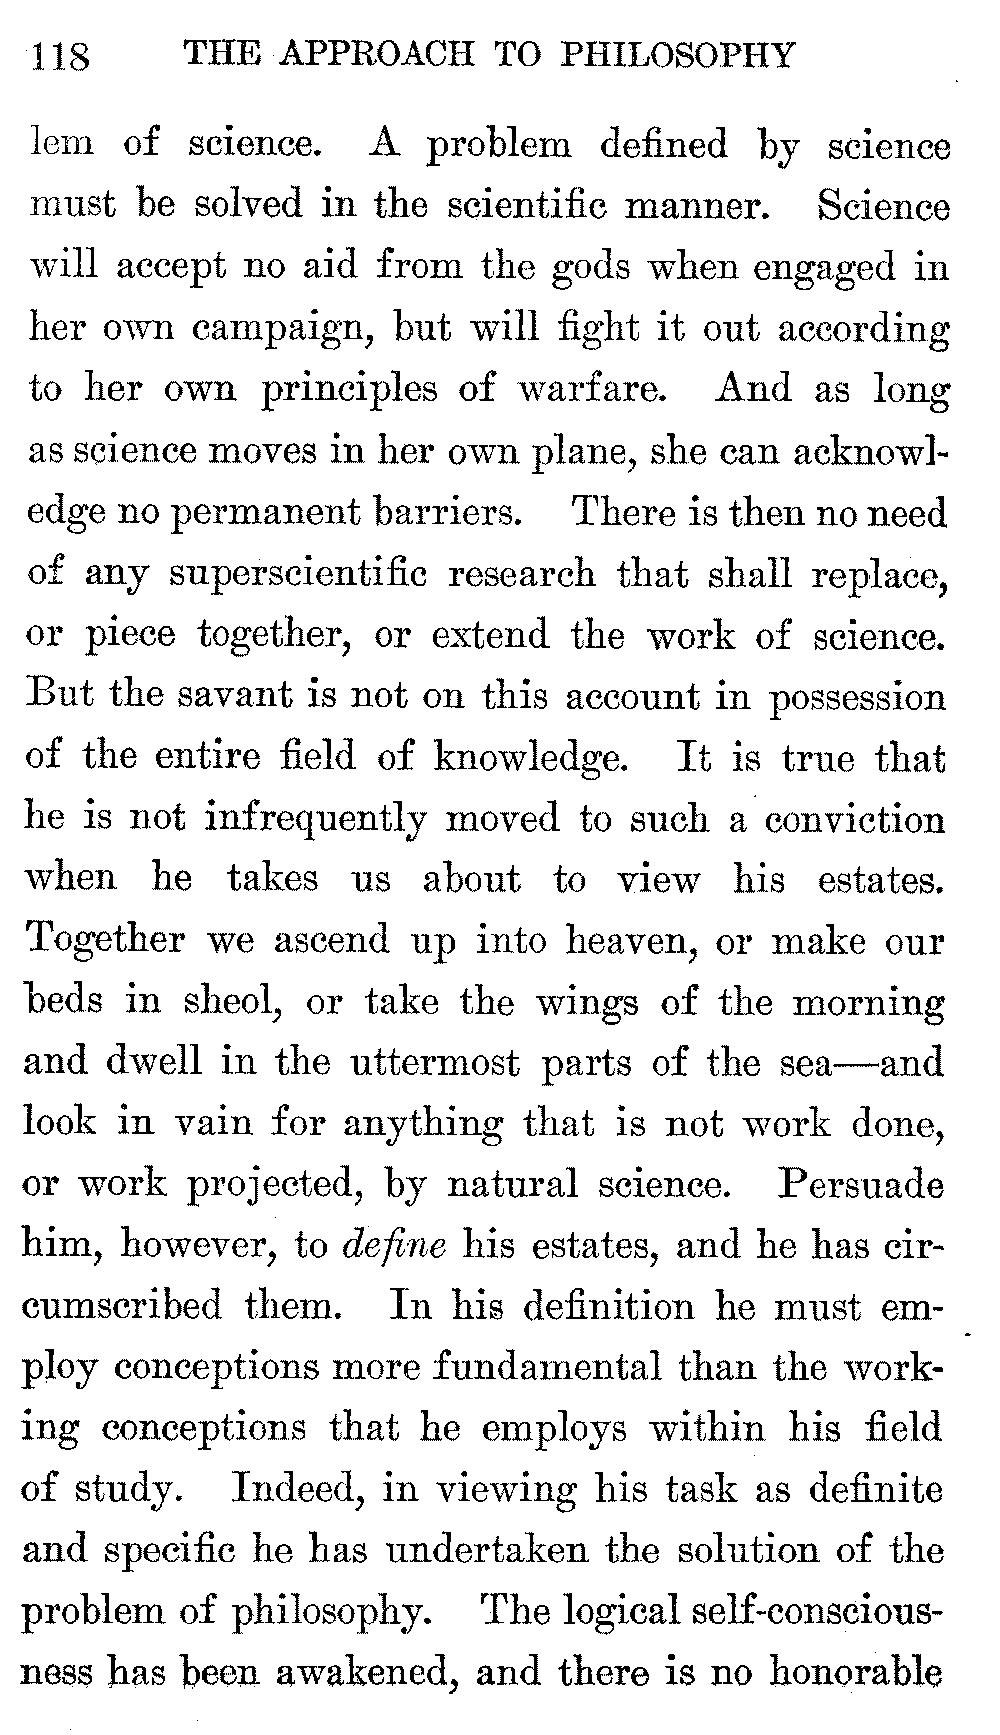 118 THE APPROACH TO PHILOSOPHY
lem of science. A problem defined by science
must be solved in the scientific manner. Science
will accept no aid from the gods when engaged in
her own campaign, but will fight it out according
to her own principles of warfare. And as long
as science moves in her own plane, she can acknowl-
edge no permanent barriers. There is then no need
of any superscientific research that shall replace,
or piece together, or extend the work of science.
But the savant is not on this account in possession
of the entire field of knowledge. It is true that
he is not infrequently moved to such a conviction
when he takes us about to view his estates.
Together we ascend up into heaven, or make our
beds in sheol, or take the wings of the morning
and dwell in the uttermost parts of the sea—and
look in vain for anything that is not work done,
or work projected, by natural science. Persuade
him, however, to define his estates, and he has cir-
cumscribed them. In his definition he must em-
ploy conceptions more fundamental than the work-
ing conceptions that he employs within his field
of study. Indeed, in viewing his task as definite
and specific he has undertaken the solution of the
problem of philosophy. The logical self-conscious-
ness has been awakened, and there is no honorable